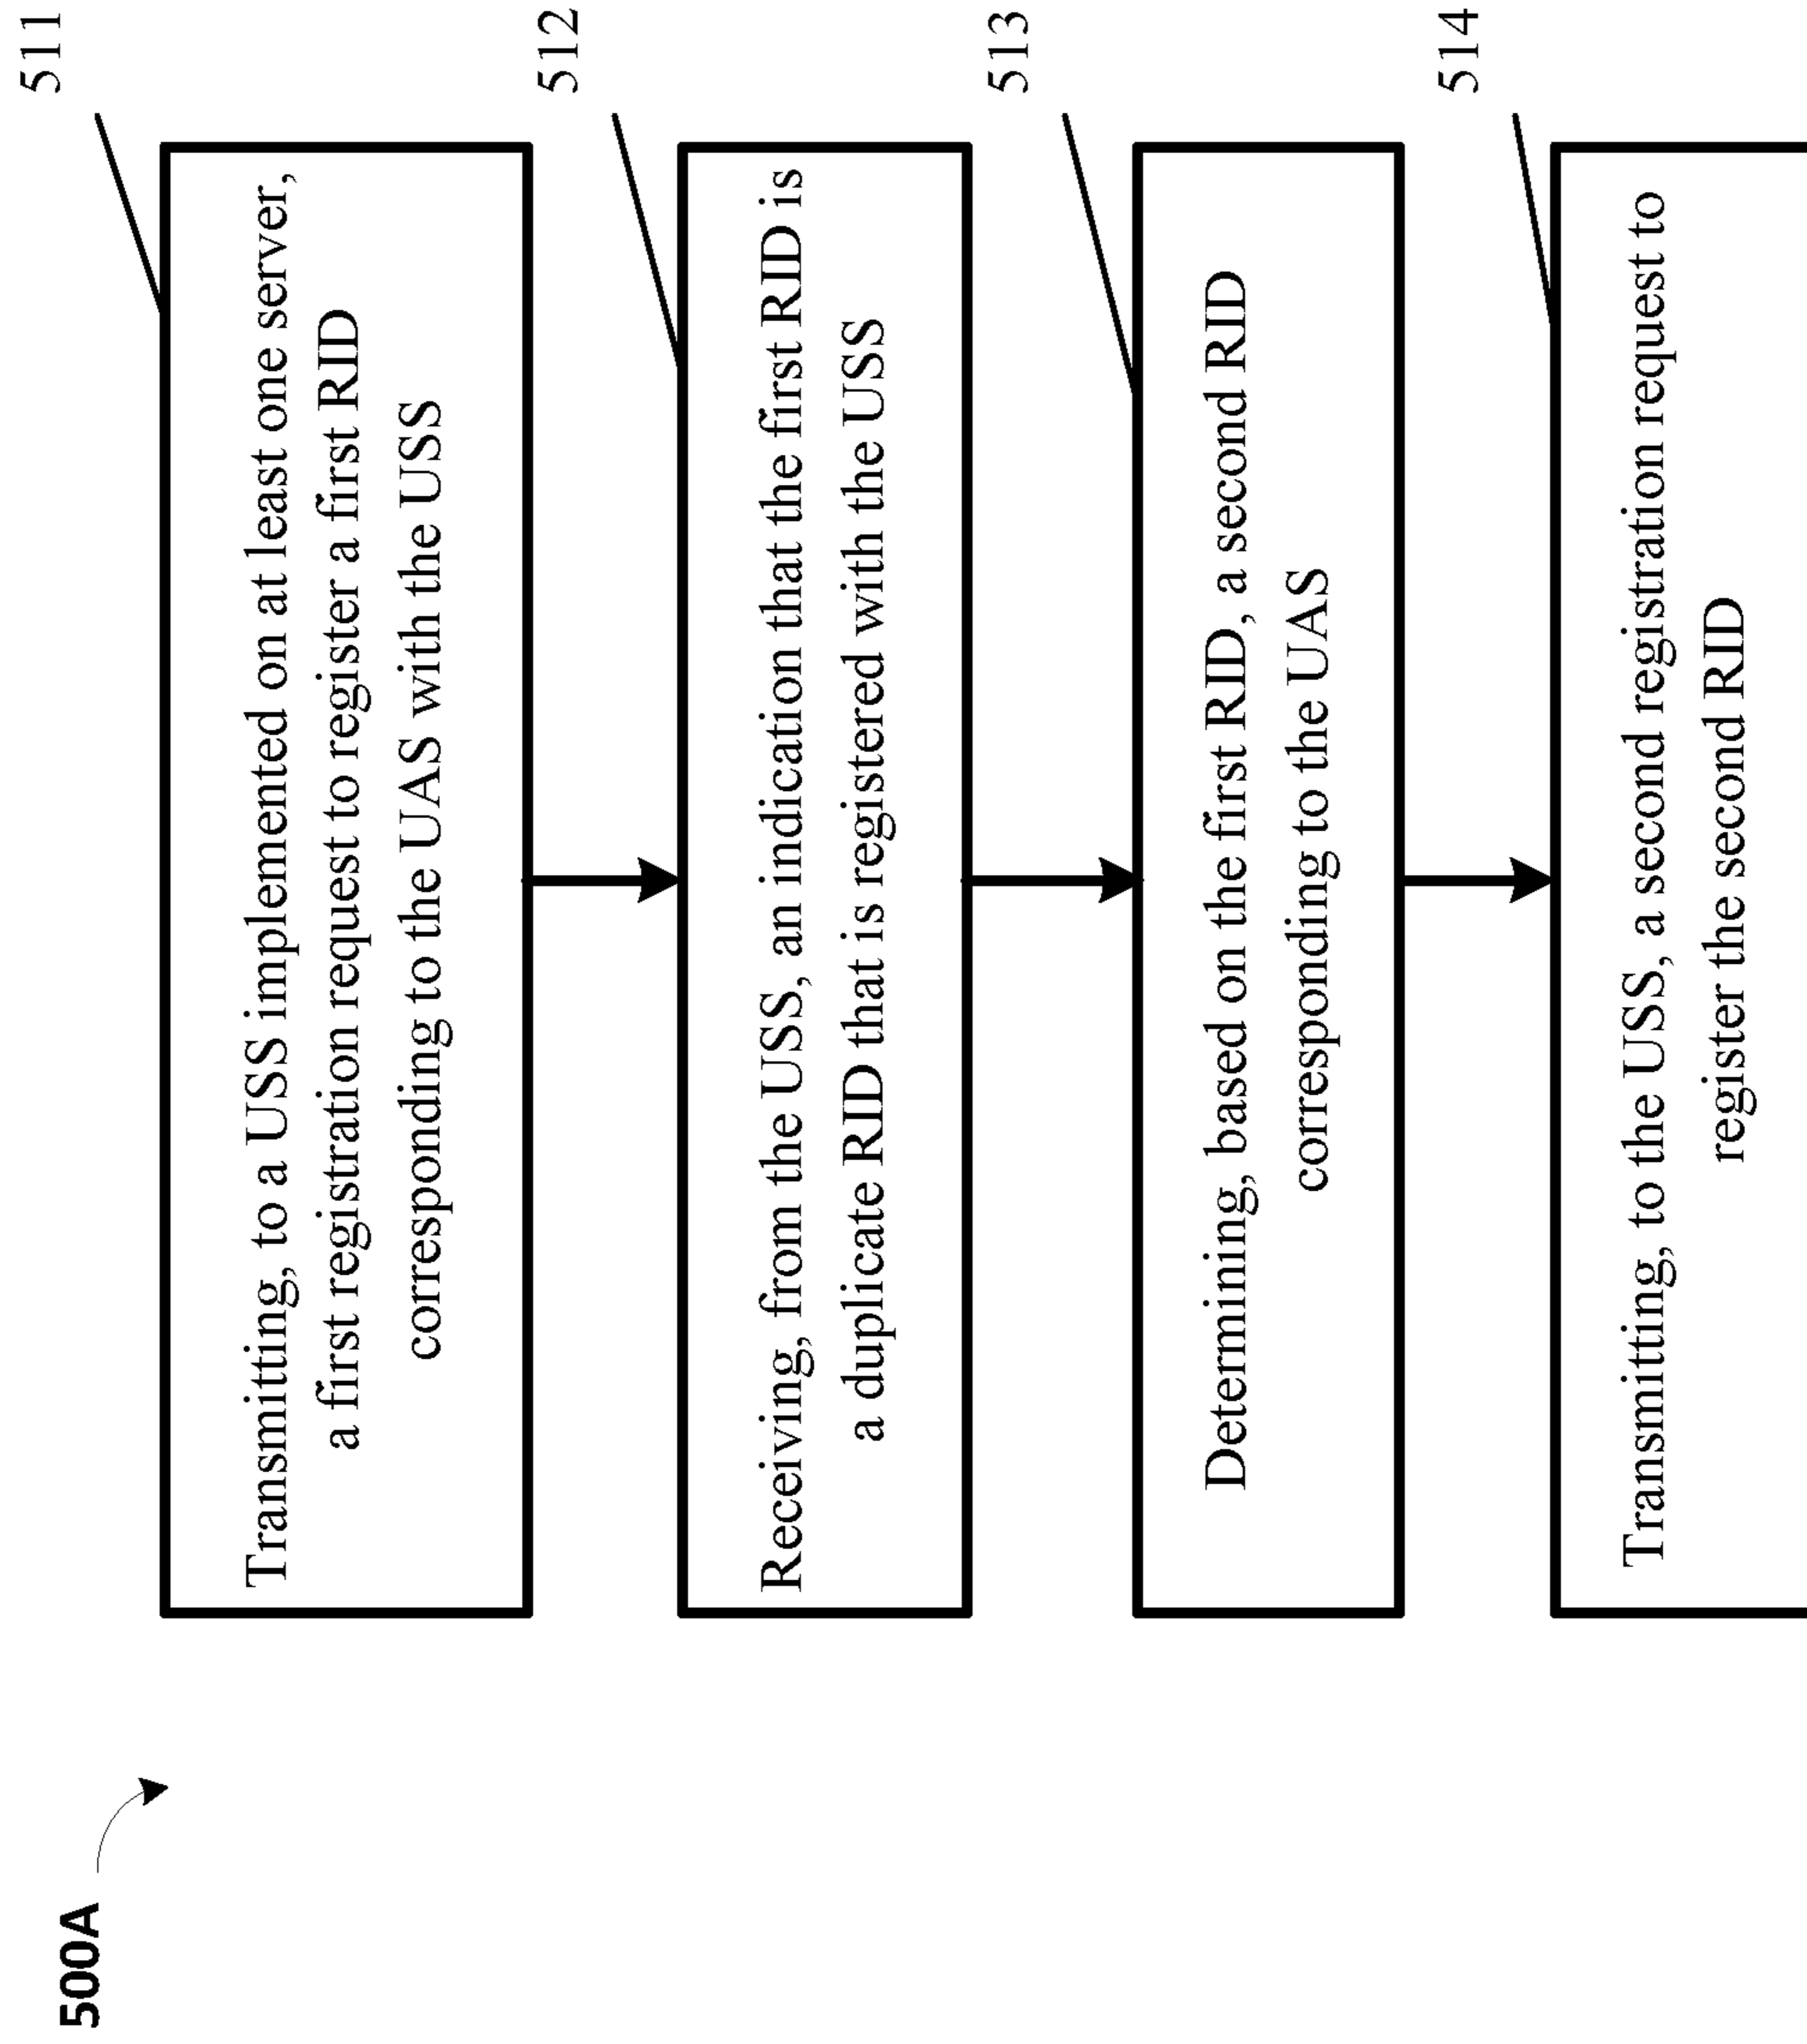 500A
511
Transmitting, to a USS implemented on at least one server,
a first registration request to register a first RID
corresponding to the UAS with the USS
512
Receiving, from the USS, an indication that the first RID is
a duplicate RID that is registered with the USS
513
Determining, based on the first RID, a second RID
corresponding to the UAS
514
Transmitting, to the USS, a second registration request to
register the second RID